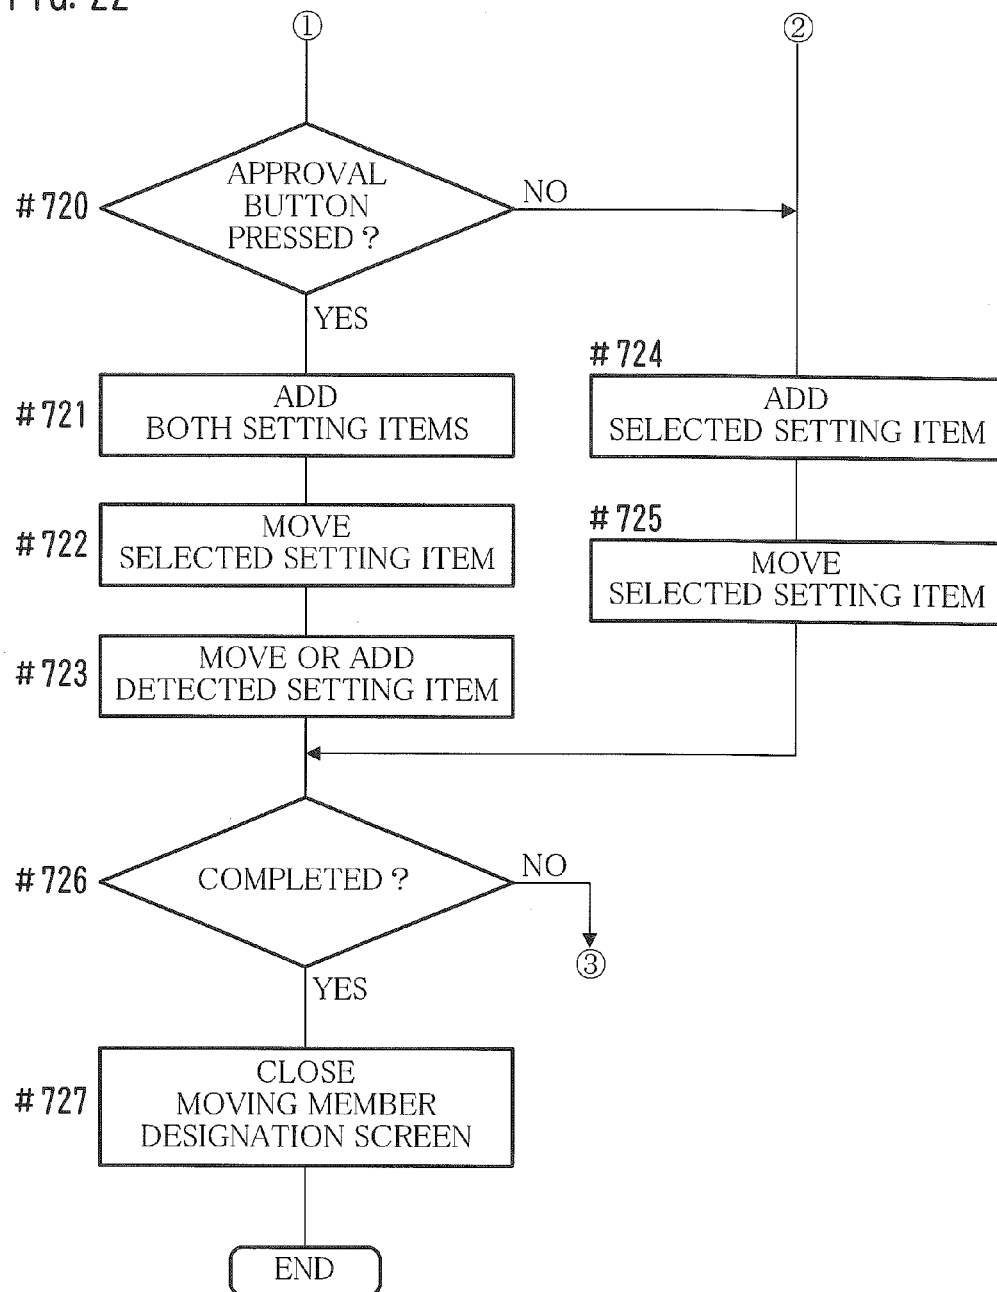 FIG. 22
①
②
APPROVAL
BUTTON
PRESSED ?
#720
NO
YES
#724
ADD
BOTH SETTING ITEMS
#721
ADD
SELECTED SETTING ITEM
#725
MOVE
SELECTED SETTING ITEM
#722
MOVE
SELECTED SETTING ITEM
MOVE OR ADD
DETECTED SETTING ITEM
#723
COMPLETED ?
#726
NO
③
YES
CLOSE
MOVING MEMBER
DESIGNATION SCREEN
#727
END